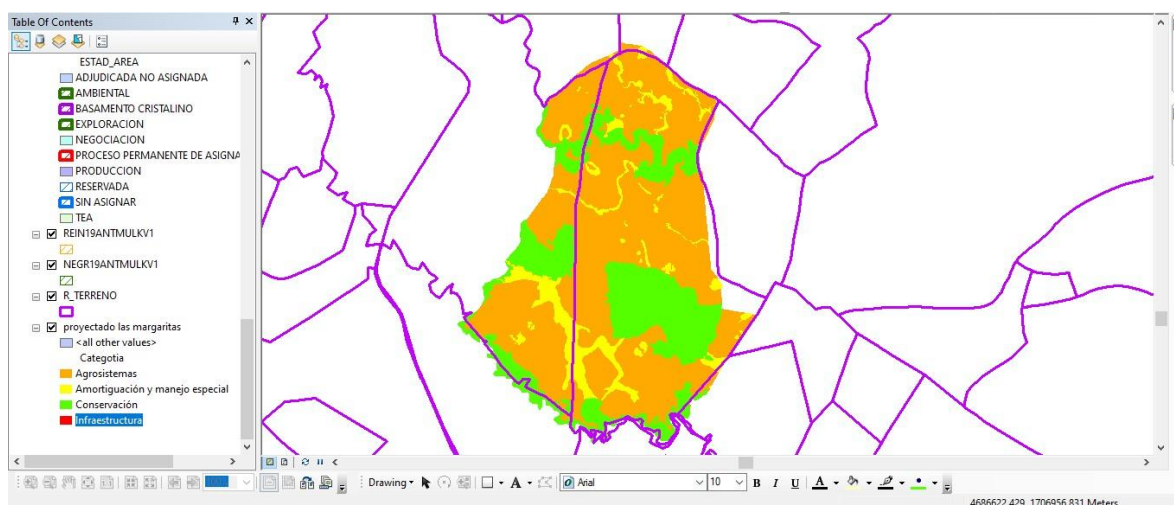 Table Of Contents
ESTAD_AREA
ADJUDICADA NO ASIGNADA
AMBIENTAL
BASAMENTO CRISTALINO
EXPLORACION
NEGOCIACION
PROCESO PERMANENTE DE ASIGNA
PRODUCCION
RESERVADA
SIN ASIGNAR
TEA
REIN19ANTMULKV1
NEGR19ANTMULKV1
R_TERRENO
proyectado las margaritas
<all other values>
Categotia
Agrosistemas
Amortiguación y manejo especial
Conservación
Infraestructura
Drawing
Arial
10
B I U A
4686622,429 1706956,831 Meters